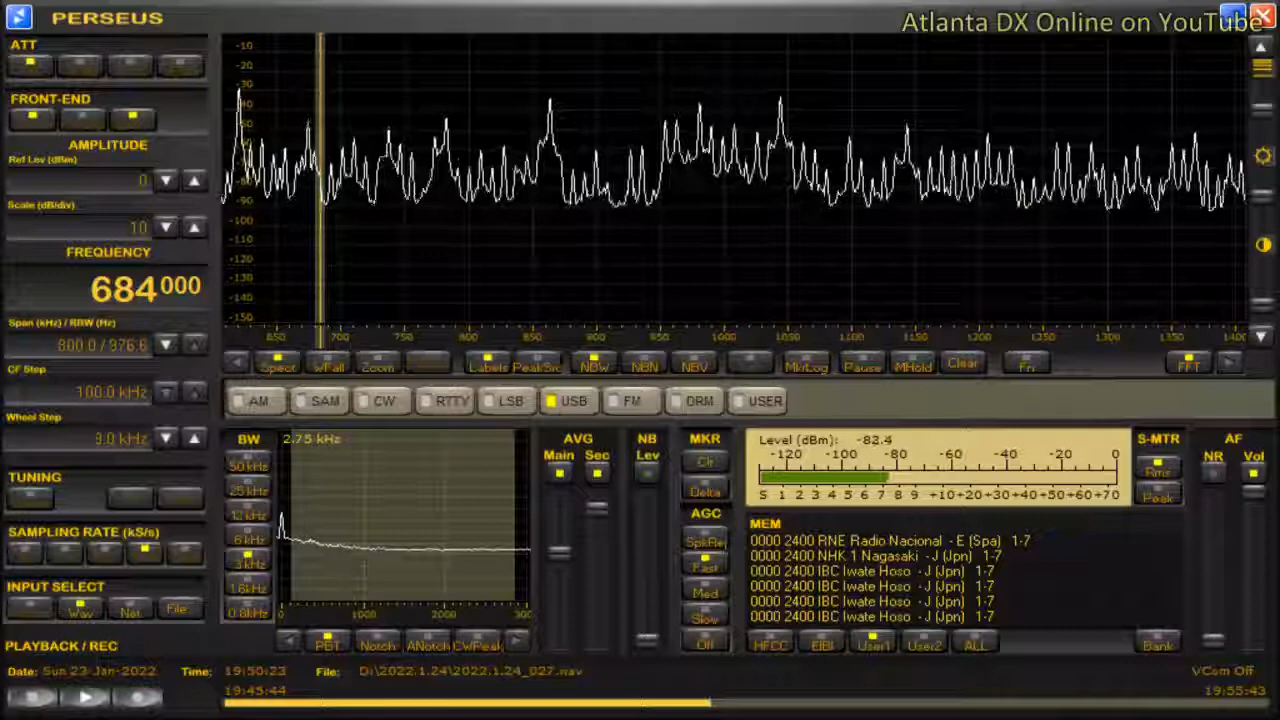 PERSEUS
Atlanta DX Online on YouTube
ATT
FRONT-END
AMPLITUDE
Ref Lev (dBm)
0
Scale (dB/div)
10
FREQUENCY
684000
Span (kHz) / RBW (Hz)
800.0 / 976.6
CF Step
100.0 kHz
Wheel Step
9.0 kHz
TUNING
SAMPLING RATE (kS/s)
INPUT SELECT
Wav Net File
-10
-20
-30
-40
-50
-60
-70
-80
-90
-100
-110
-120
-130
-140
-150
650 700 750 800 850 900 950 1000 1050 1100 1150 1200 1250 1300 1350 1400
Spect WFall Zoom Labels PeakSrc NBW NBN NBV MkrLog Pause MHold Clear Fn FFT
AM SAM CW RTTY LSB USB FM DRM USER
BW
50 kHz
25 kHz
12 kHz
6 kHz
3 kHz
1.6 kHz
0.8 kHz
2.75 kHz
0 1000 2000 300
PBT Notch ANotch CWPeak
AVG
Main Sec
NB
Lev
MKR
Clr
Delta
AGC
Fast
Med
Slow
Off
Level (dBm): -82.4
-120 -100 -80 -60 -40 -20 0
S 1 2 3 4 5 6 7 8 9 +10+20+30+40+50+60+70
S-MTR
Rms
Peak
AF
NR Vol
MEM
0000 2400 RNE Radio Nacional - E (Spa) 1-7
0000 2400 NHK 1 Nagasaki - J (Jpn) 1-7
0000 2400 IBC Iwate Hoso - J (Jpn) 1-7
0000 2400 IBC Iwate Hoso - J (Jpn) 1-7
0000 2400 IBC Iwate Hoso - J (Jpn) 1-7
0000 2400 IBC Iwate Hoso - J (Jpn) 1-7
HFCC EIBI User1 User2 ALL Bank
PLAYBACK / REC
Date: Sun 23-Jan-2022 Time: 19:50:23 File: D:\2022.1.24\2022.1.24_027.wav VCom Off
19:45:44 19:55:43